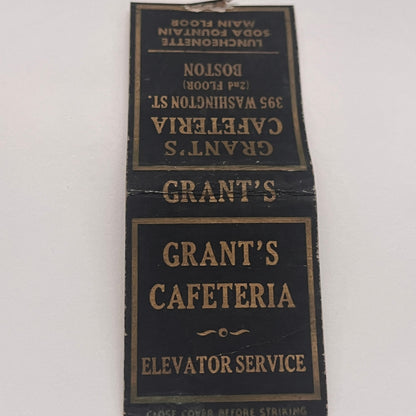 LUNCHEONETTE
SODA FOUNTAIN
MAIN FLOOR
GRANT'S
CAFETERIA
395 WASHINGTON ST.
(2nd FLOOR)
BOSTON
GRANT'S
GRANT'S
CAFETERIA
ELEVATOR SERVICE
CLOSE COVER BEFORE STRIKING